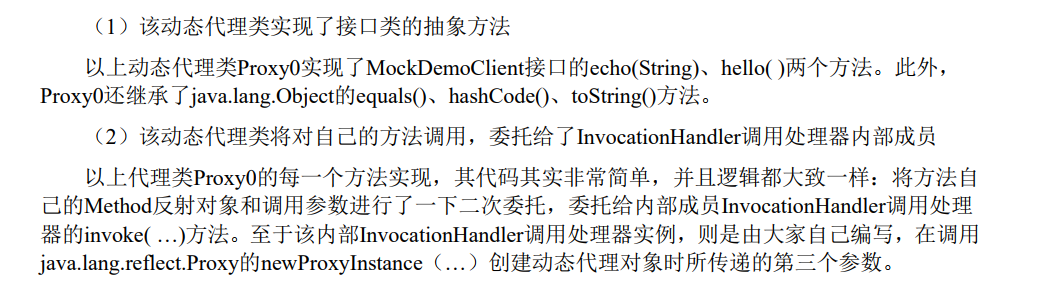 （1）该动态代理类实现了接口类的抽象方法
以上动态代理类Proxy0实现了MockDemoClient接口的echo(String)、hello( )两个方法。此外，
Proxy0还继承了java.lang.Object的equals()、hashCode()、toString()方法。
（2）该动态代理类将对自己的方法调用，委托给了InvocationHandler调用处理器内部成员
以上代理类Proxy0的每一个方法实现，其代码其实非常简单，并且逻辑都大致一样：将方法自
己的Method反射对象和调用参数进行了一下二次委托，委托给内部成员InvocationHandler调用处理
器的invoke( …)方法。至于该内部InvocationHandler调用处理器实例，则是由大家自己编写，在调用
java.lang.reflect.Proxy的newProxyInstance（…）创建动态代理对象时所传递的第三个参数。